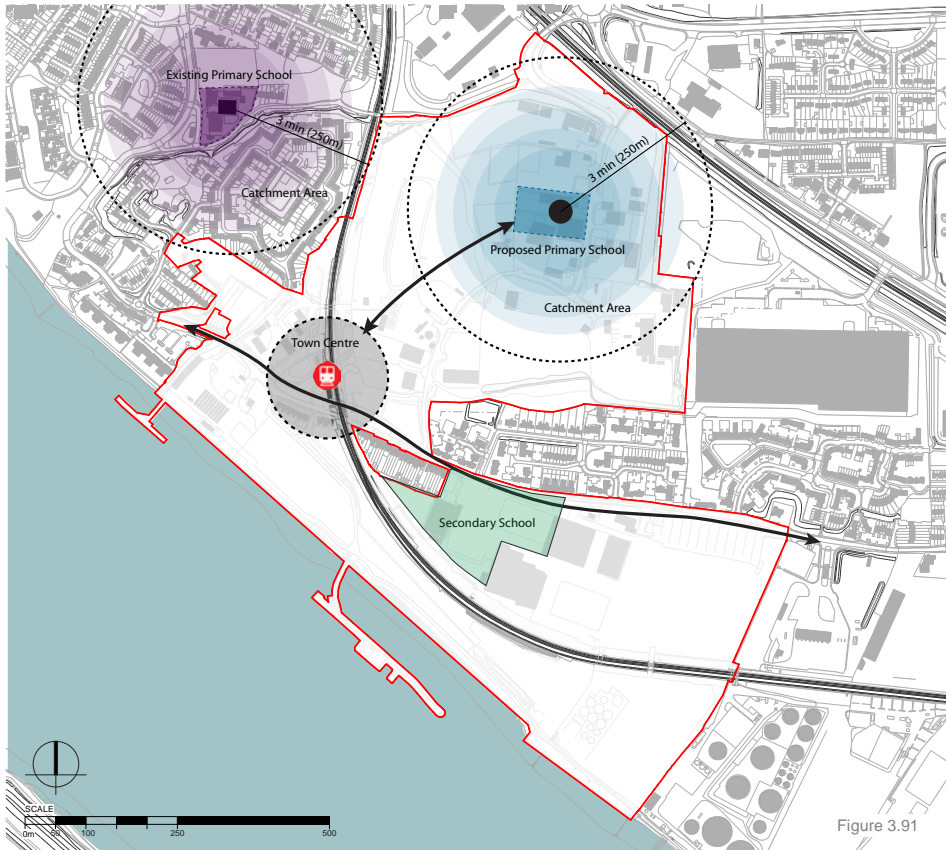 Existing Primary School
3 min (250m)
Catchment Area
3 min (250m)
Proposed Primary School
Catchment Area
Town Centre
Secondary School
SCALE
0m 50 100 250 500
Figure 3.91